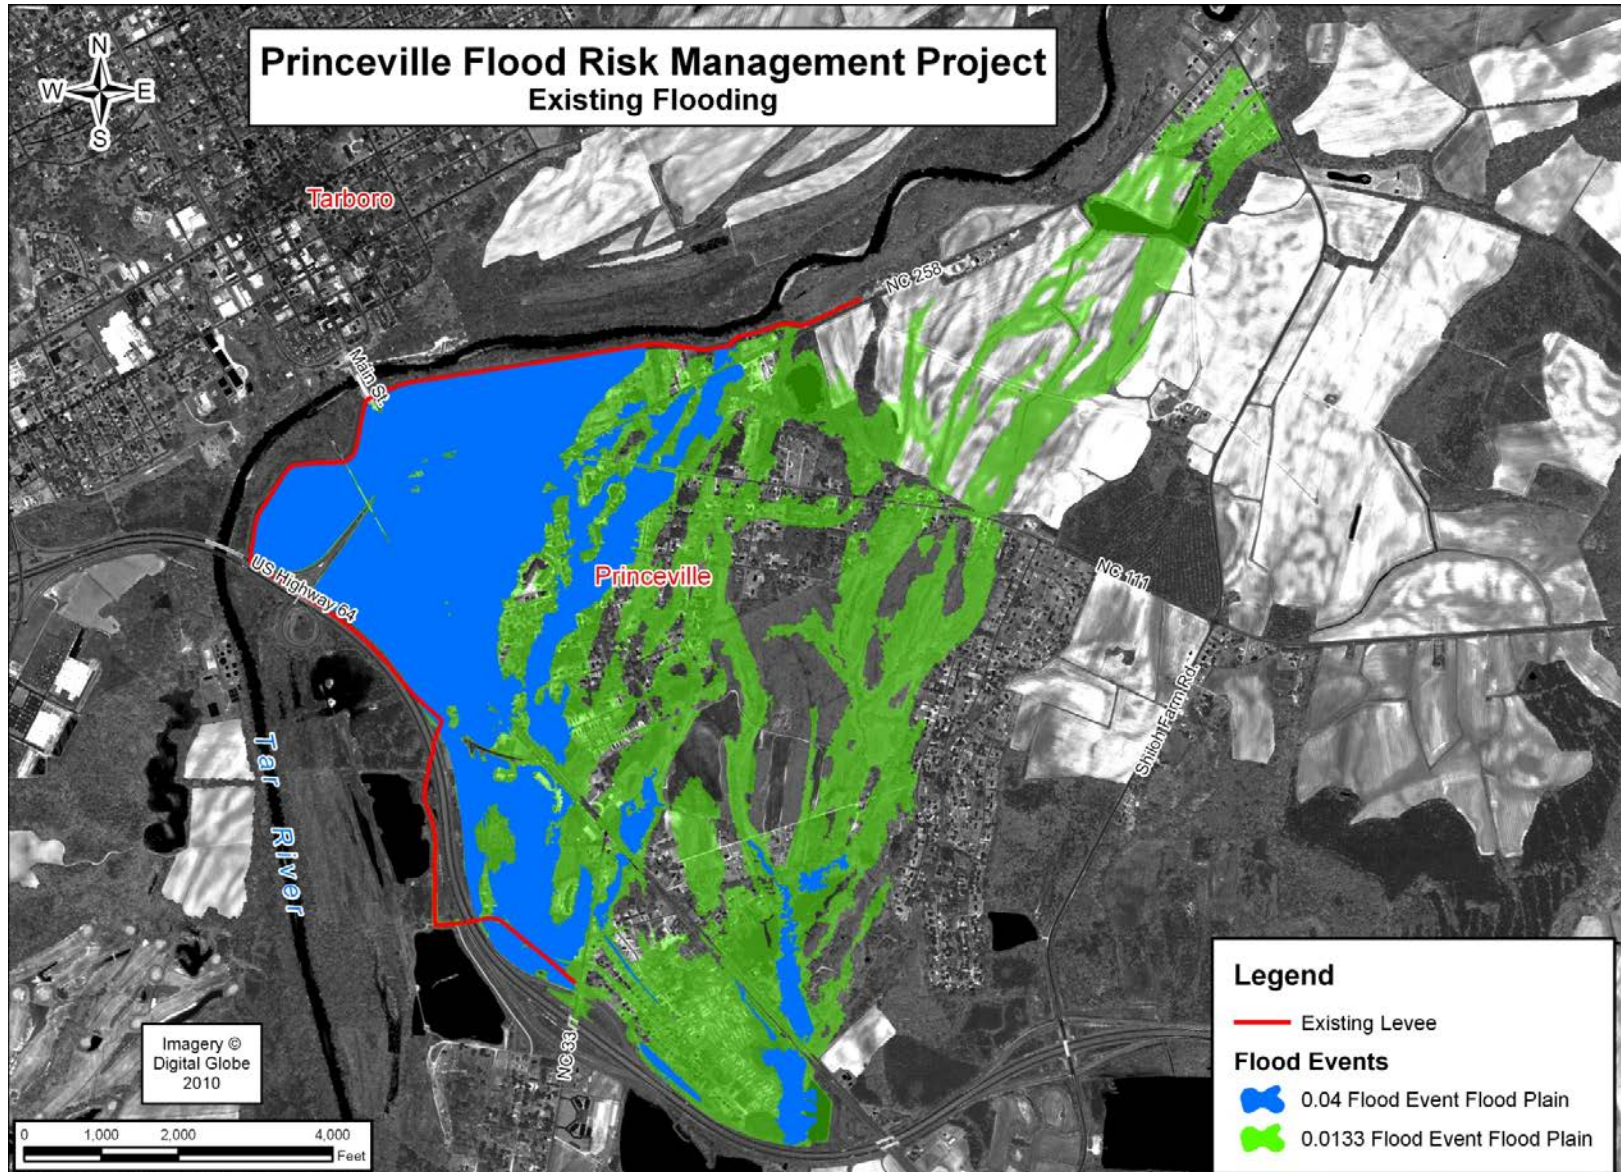 Princeville Flood Risk Management Project
Existing Flooding
N
W
E
S
Tarboro
NC 258
Main St.
US Highway 64
Princeville
NC 111
Shiloh Farm Rd.
Tar River
NC 33
Imagery ©
Digital Globe
2010
0 1,000 2,000 4,000
Feet
Legend
Existing Levee
Flood Events
0.04 Flood Event Flood Plain
0.0133 Flood Event Flood Plain